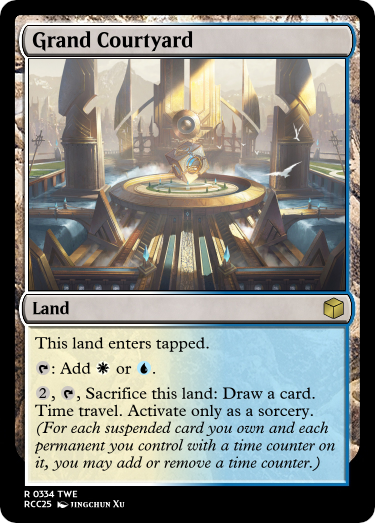 Grand Courtyard
Land
This land enters tapped.
: Add or .
2, , Sacrifice this land: Draw a card.
Time travel. Activate only as a sorcery.
(For each suspended card you own and each
permanent you control with a time counter on
it, you may add or remove a time counter.)
R 0334 TWE
RCC25 Jingchun Xu